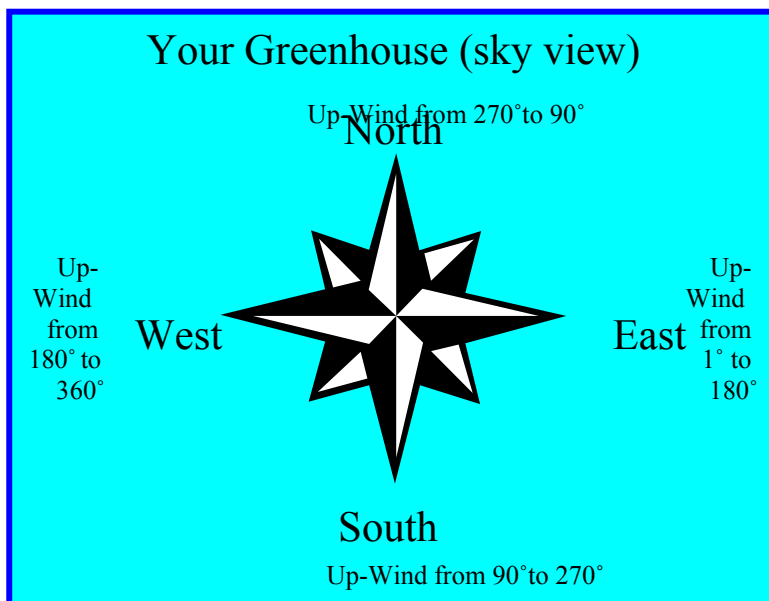 Your Greenhouse (sky view)
Up-Wind from 270˚to 90˚
North
Up-
Wind
from
180˚ to
360˚
West
East
Up-
Wind
from
1˚ to
180˚
South
Up-Wind from 90˚to 270˚